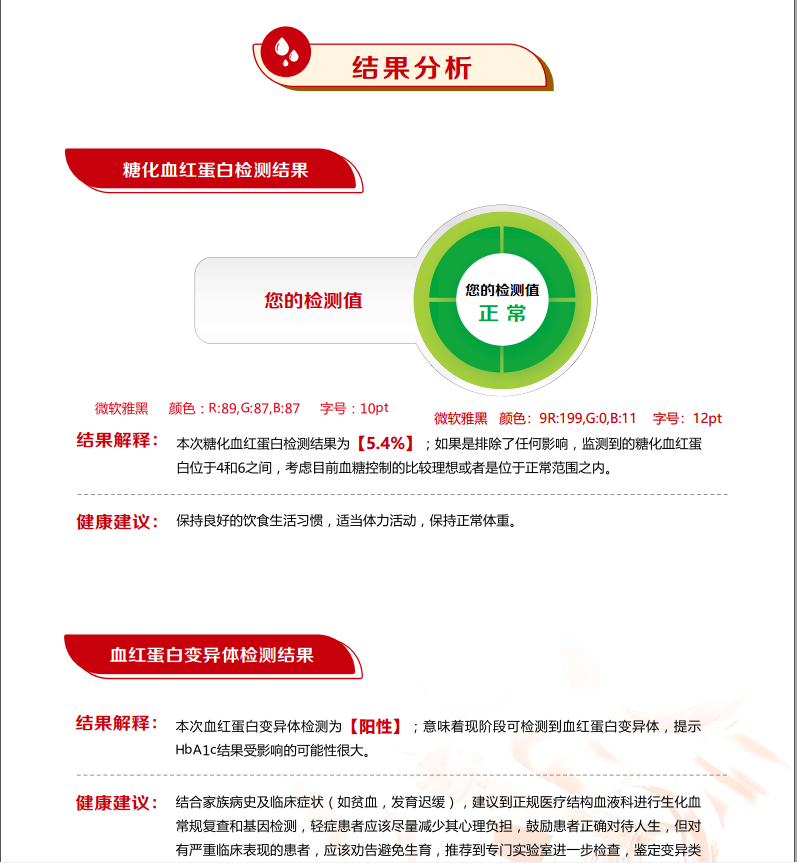 结果分析
糖化血红蛋白检测结果
您的检测值
您的检测值
正常
微软雅黑 颜色：R:89,G:87,B:87 字号：10pt
微软雅黑 颜色：9R:199,G:0,B:11 字号：12pt
结果解释： 本次糖化血红蛋白检测结果为【5.4%】；如果是排除了任何影响，监测到的糖化血红蛋
白位于4和6之间，考虑目前血糖控制的比较理想或者是位于正常范围之内。
健康建议： 保持良好的饮食生活习惯，适当体力活动，保持正常体重。
血红蛋白变异体检测结果
结果解释： 本次血红蛋白变异体检测为【阳性】；意味着现阶段可检测到血红蛋白变异体，提示
HbA1c结果受影响的可能性很大。
健康建议： 结合家族病史及临床症状（如贫血，发育迟缓），建议到正规医疗结构血液科进行生化血
常规复查和基因检测，轻症患者应该尽量减少其心理负担，鼓励患者正确对待人生，但对
有严重临床表现的患者，应该劝告避免生育，推荐到专门实验室进一步检查，鉴定变异类